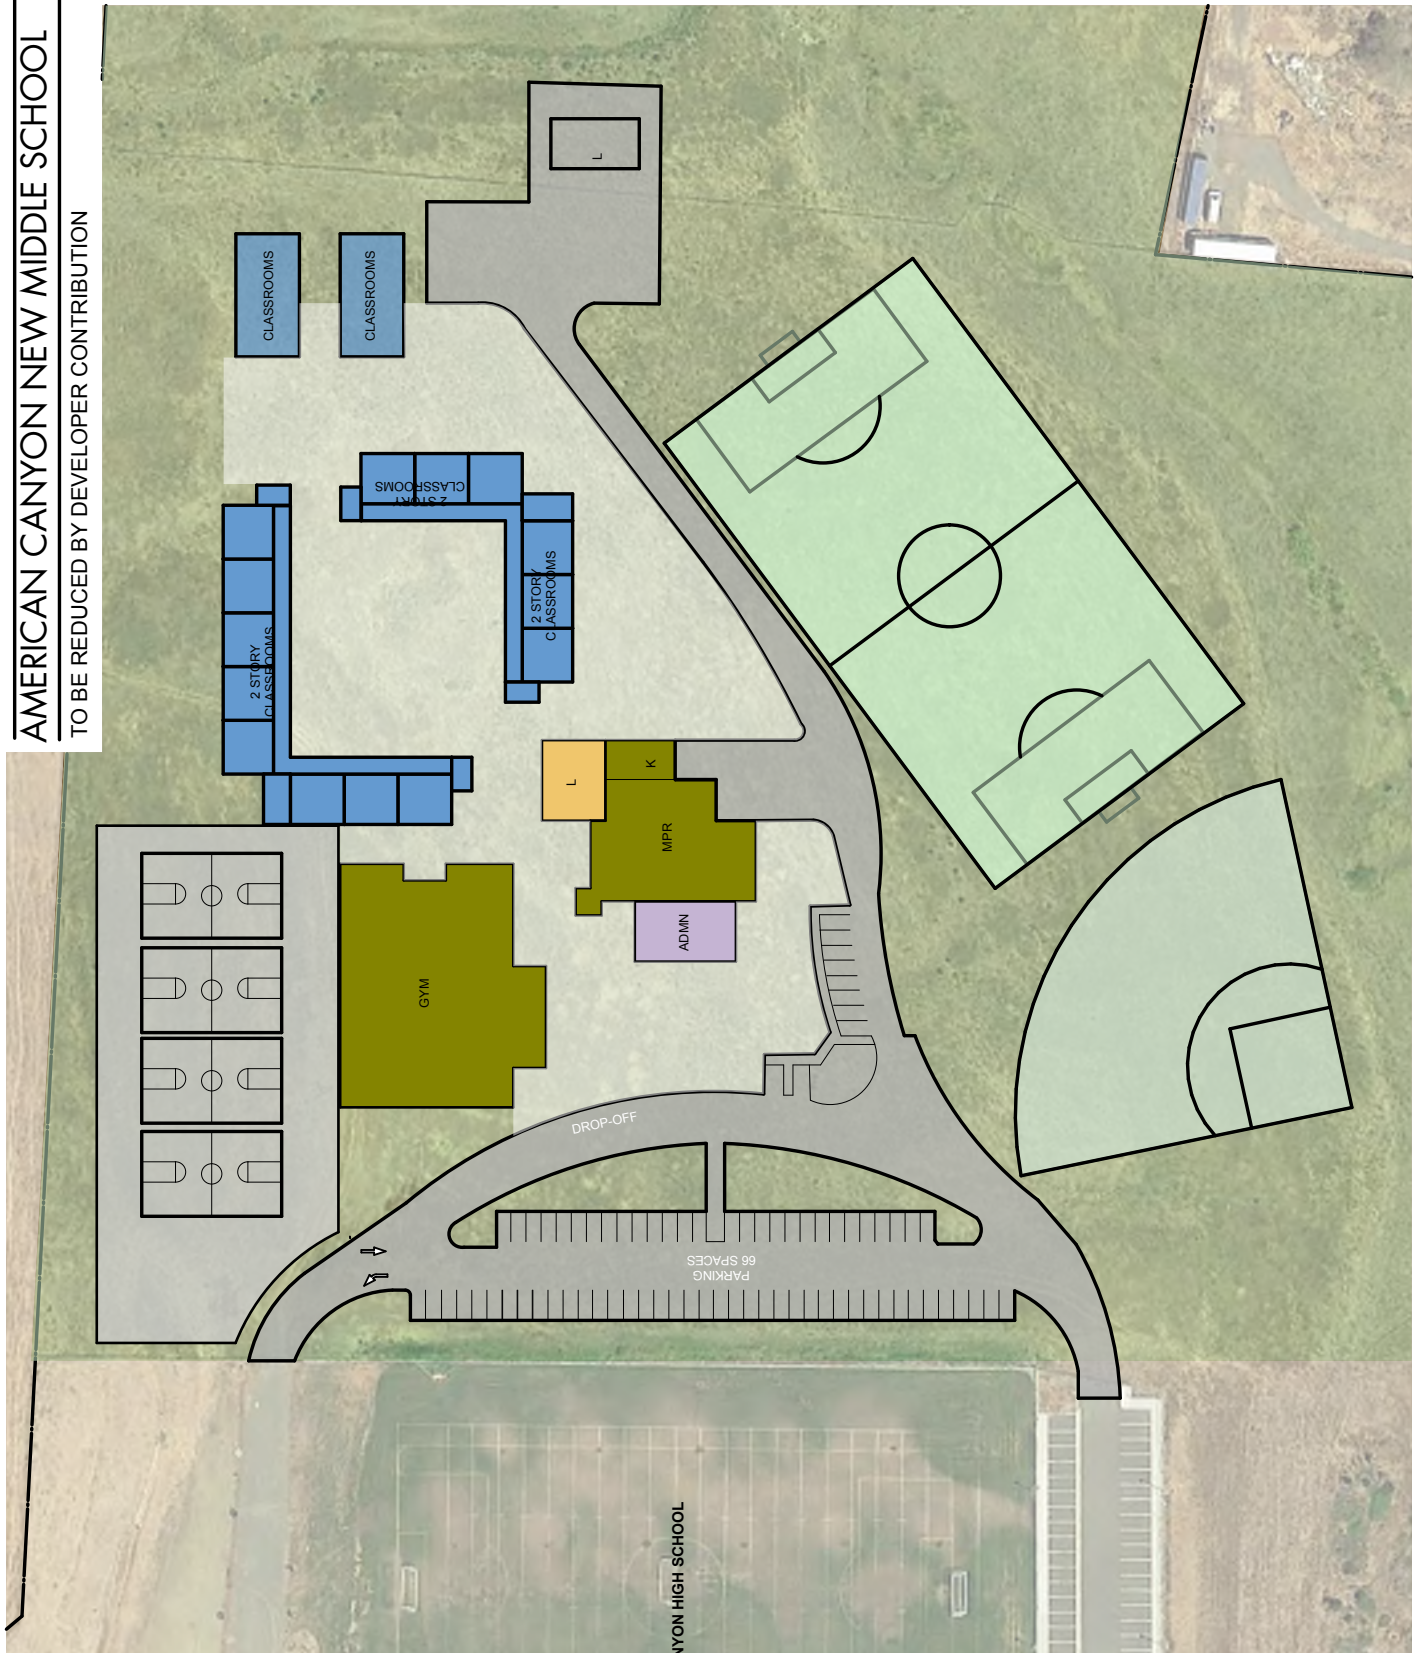 AMERICAN CANYON NEW MIDDLE SCHOOL
TO BE REDUCED BY DEVELOPER CONTRIBUTION
L
CLASSROOMS
CLASSROOMS
2 STORY
CLASSROOMS
2 STORY
CLASSROOMS
2 STORY
CLASSROOMS
L
K
MPR
ADMN
GYM
DROP-OFF
PARKING
66 SPACES
NYON HIGH SCHOOL